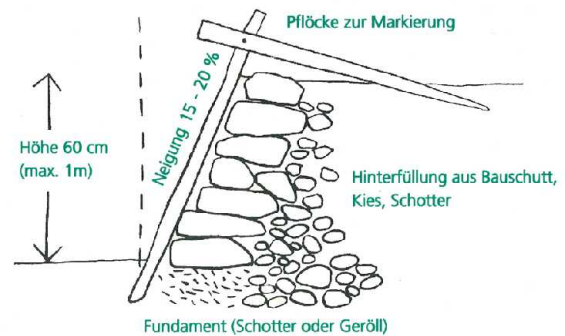 Pflöcke zur Markierung
Neigung 15 - 20 %
Höhe 60 cm
(max. 1m)
Hinterfüllung aus Bauschutt,
Kies, Schotter
Fundament (Schotter oder Geröll)